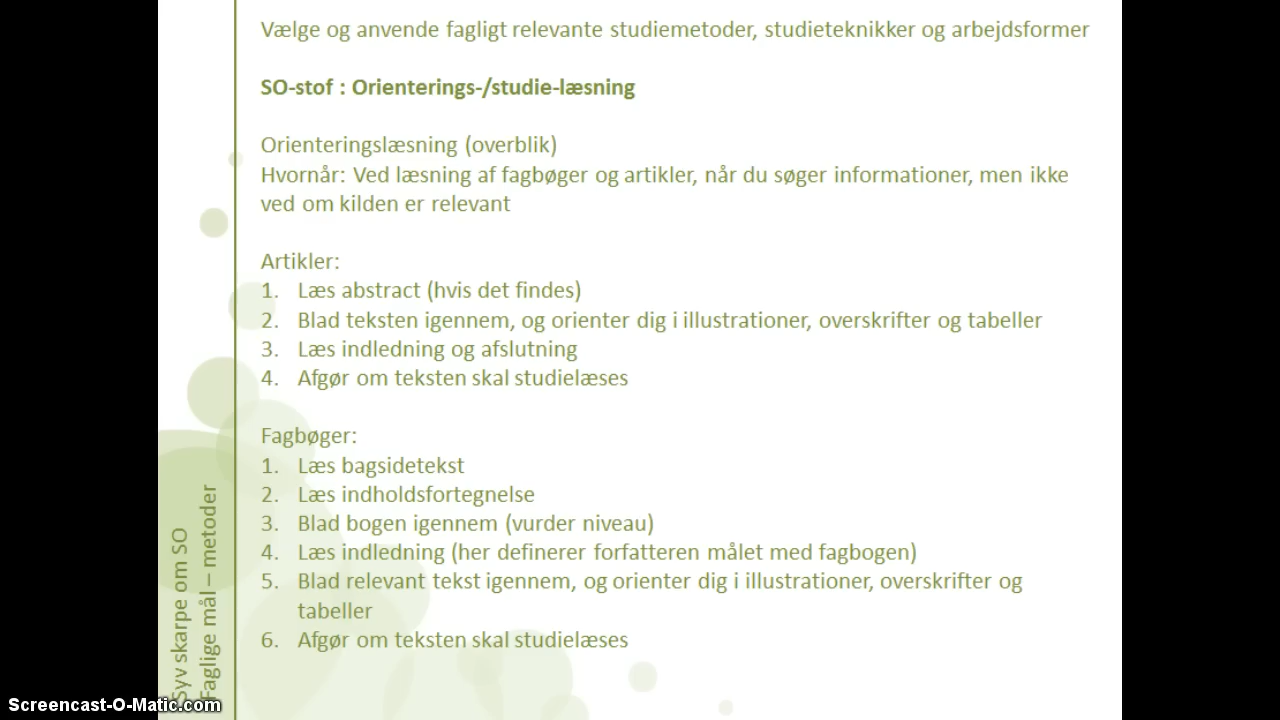 Vælge og anvende fagligt relevante studiemetoder, studieteknikker og arbejdsformer
SO-stof : Orienterings-/studie-læsning
Orienteringslæsning (overblik)
Hvornår: Ved læsning af fagbøger og artikler, når du søger informationer, men ikke
ved om kilden er relevant
Artikler:
1. Læs abstract (hvis det findes)
2. Blad teksten igennem, og orienter dig i illustrationer, overskrifter og tabeller
3. Læs indledning og afslutning
4. Afgør om teksten skal studielæses
Fagbøger:
1. Læs bagsidetekst
2. Læs indholdsfortegnelse
3. Blad bogen igennem (vurder niveau)
4. Læs indledning (her definerer forfatteren målet med fagbogen)
5. Blad relevant tekst igennem, og orienter dig i illustrationer, overskrifter og
tabeller
6. Afgør om teksten skal studielæses
Syv skarpe om SO
Faglige mål – metoder
Screencast-O-Matic.com